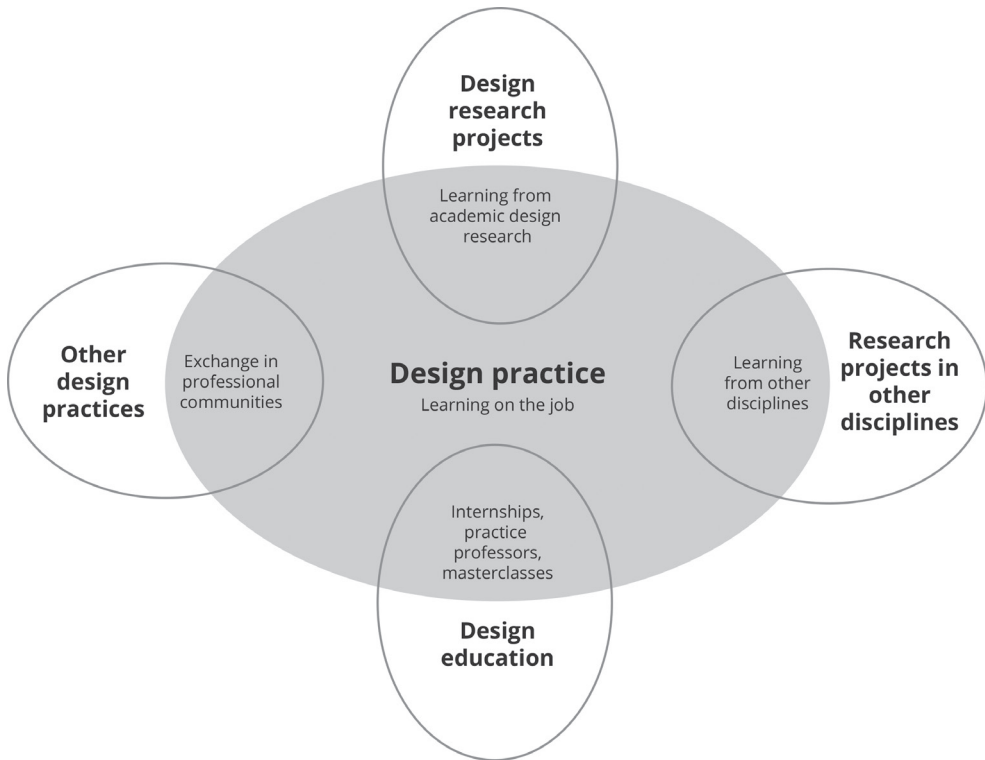 Design
research
projects
Learning from
academic design
research
Other
design
practices
Exchange in
professional
communities
Design practice
Learning on the job
Learning
from other
disciplines
Research
projects in
other
disciplines
Internships,
practice
professors,
masterclasses
Design
education